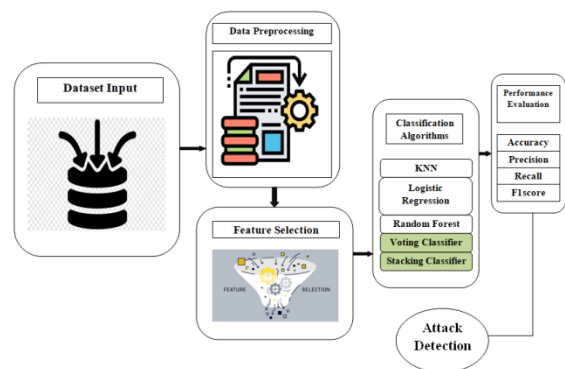 Dataset Input
Data Preprocessing
Feature Selection
FEATURE
SELECTION
Classification
Algorithms
KNN
Logistic
Regression
Random Forest
Voting Classifier
Stacking Classifier
Performance
Evaluation
Accuracy
Precision
Recall
F1score
Attack
Detection